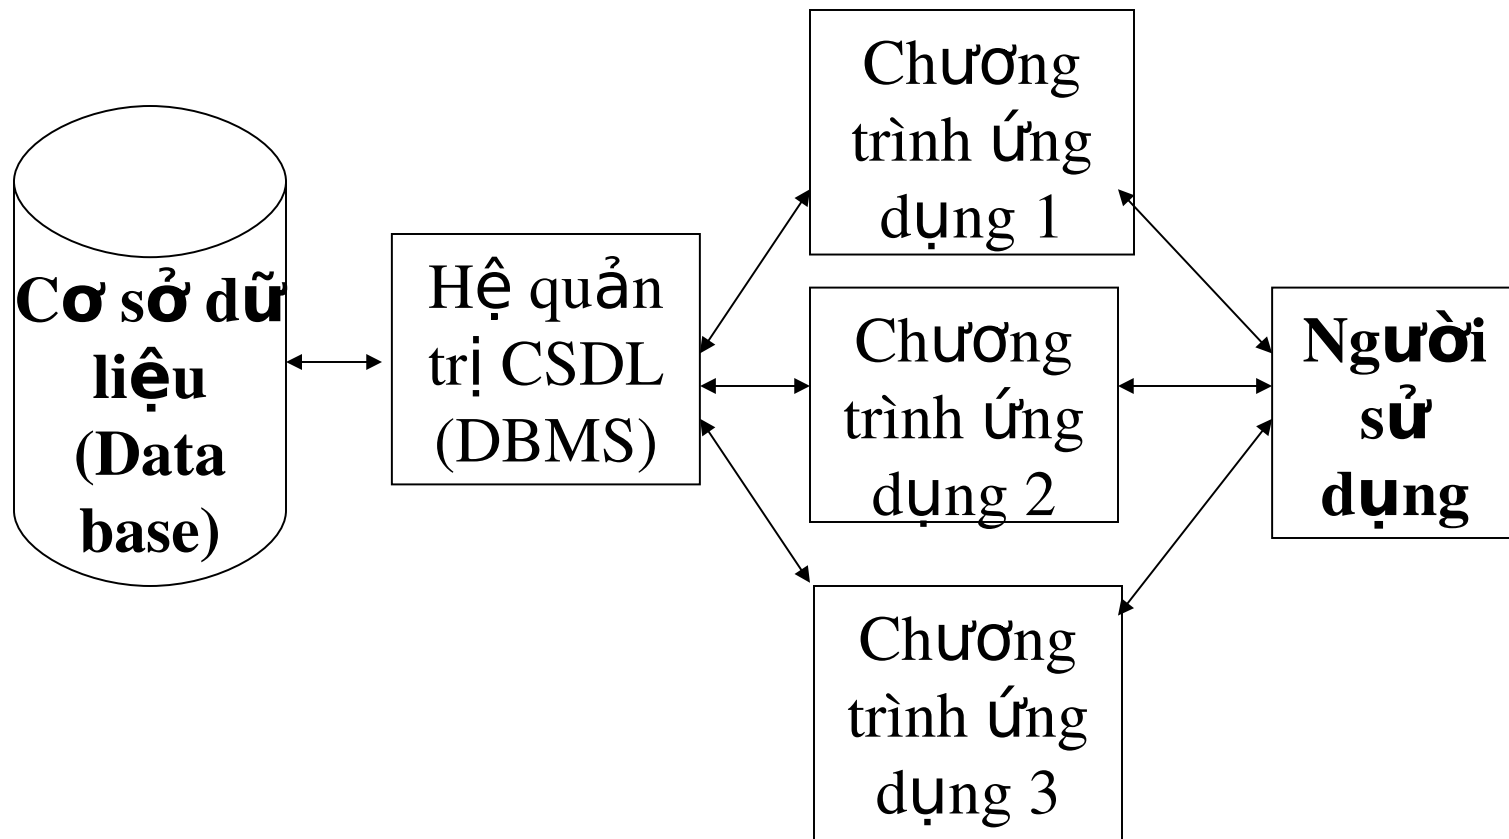 Cơ sở dữ
liệu
(Data
base)
Hệ quản
trị CSDL
(DBMS)
Chương
trình ứng
dụng 1
Chương
trình ứng
dụng 2
Chương
trình ứng
dụng 3
Người
sử
dụng